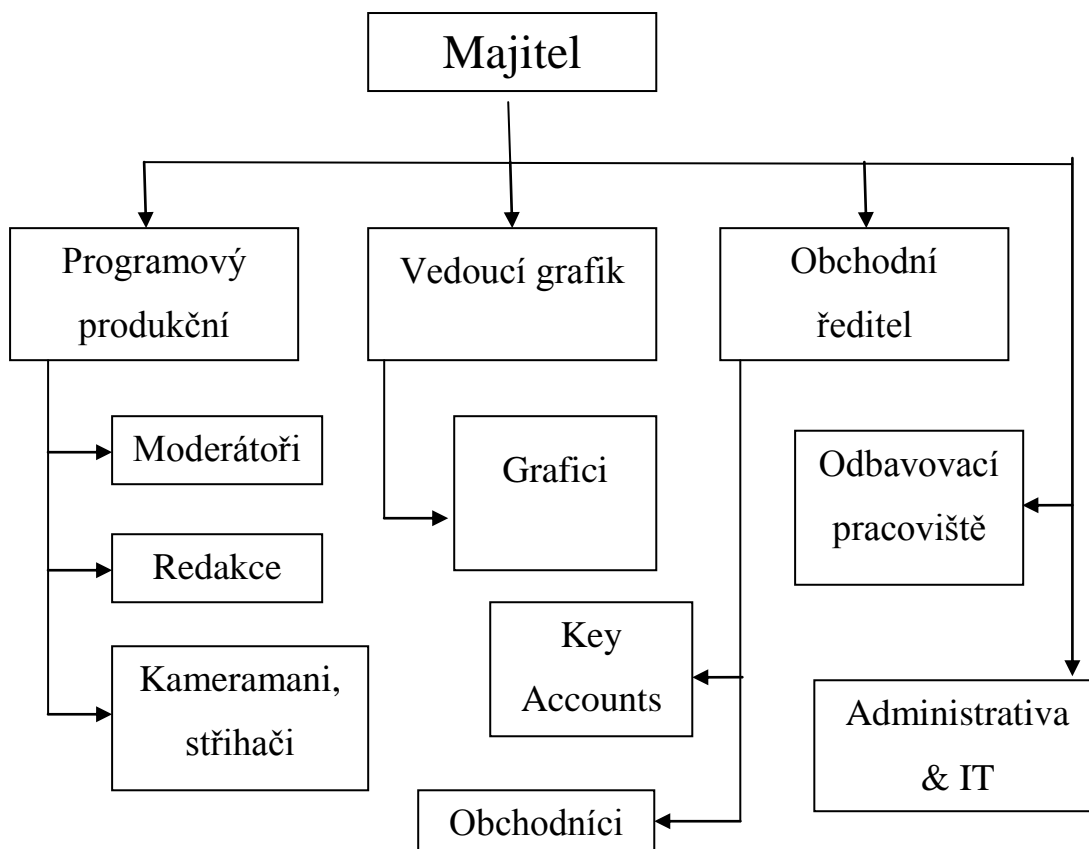 Majitel
Programový
produkční
Vedoucí grafik
Obchodní
ředitel
Moderátoři
Redakce
Kameramani,
střihači
Grafici
Key
Accounts
Obchodníci
Odbavovací
pracoviště
Administrativa
& IT